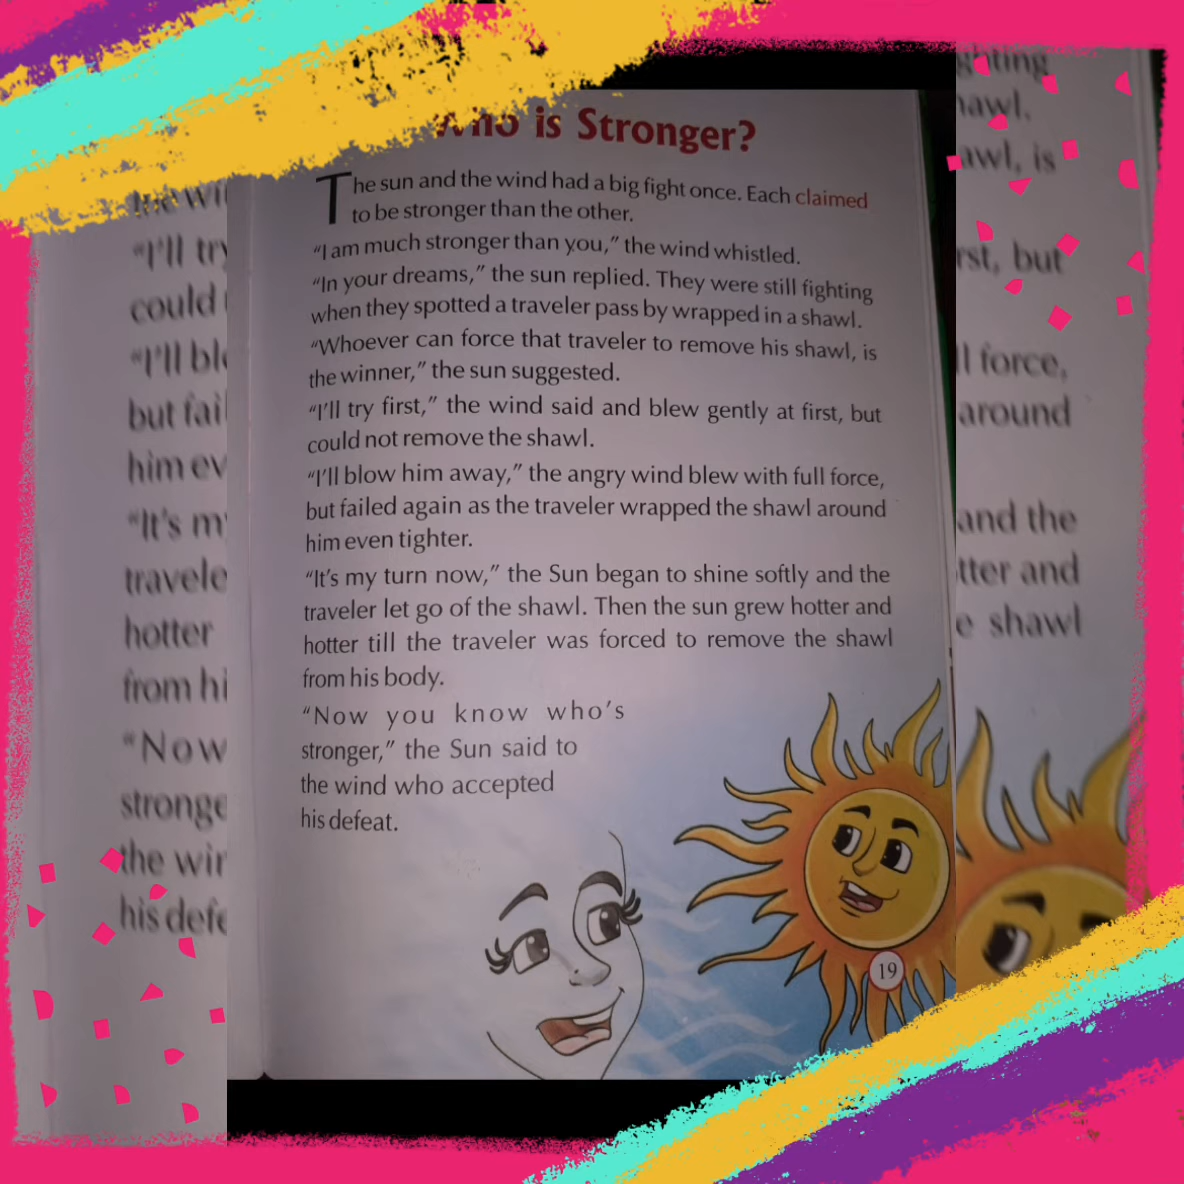 Who is Stronger?
The sun and the wind had a big fight once. Each claimed
to be stronger than the other.
“I am much stronger than you,” the wind whistled.
“In your dreams,” the sun replied. They were still fighting
when they spotted a traveler pass by wrapped in a shawl.
“Whoever can force that traveler to remove his shawl, is
the winner,” the sun suggested.
“I’ll try first,” the wind said and blew gently at first, but
could not remove the shawl.
“I’ll blow him away,” the angry wind blew with full force,
but failed again as the traveler wrapped the shawl around
him even tighter.
“It’s my turn now,” the Sun began to shine softly and the
traveler let go of the shawl. Then the sun grew hotter and
hotter till the traveler was forced to remove the shawl
from his body.
“Now you know who’s
stronger,” the Sun said to
the wind who accepted
his defeat.
19